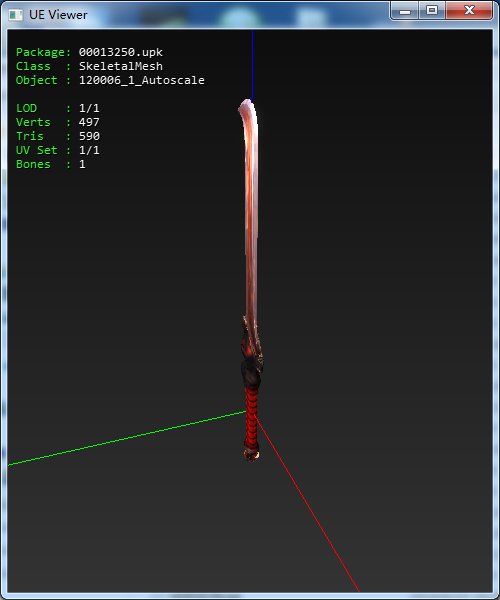 UE Viewer
Package: 00013250.upk
Class : SkeletalMesh
Object : 120006_1_Autoscale
LOD : 1/1
Verts : 497
Tris : 590
UV Set : 1/1
Bones : 1